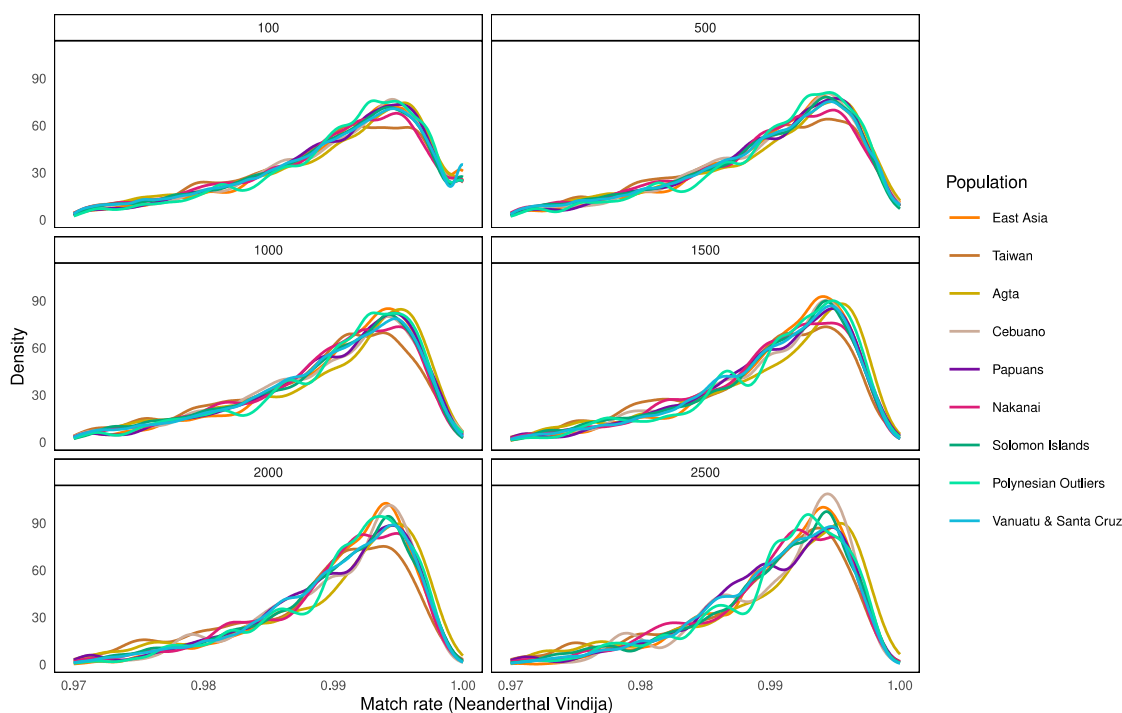 100
500
90
60
30
0
1000
1500
90
60
30
0
2000
2500
90
60
30
0
0.97
0.98
0.99
1.00
0.97
0.98
0.99
1.00
Match rate (Neanderthal Vindija)
Density
Population
East Asia
Taiwan
Agta
Cebuano
Papuans
Nakanai
Solomon Islands
Polynesian Outliers
Vanuatu & Santa Cruz